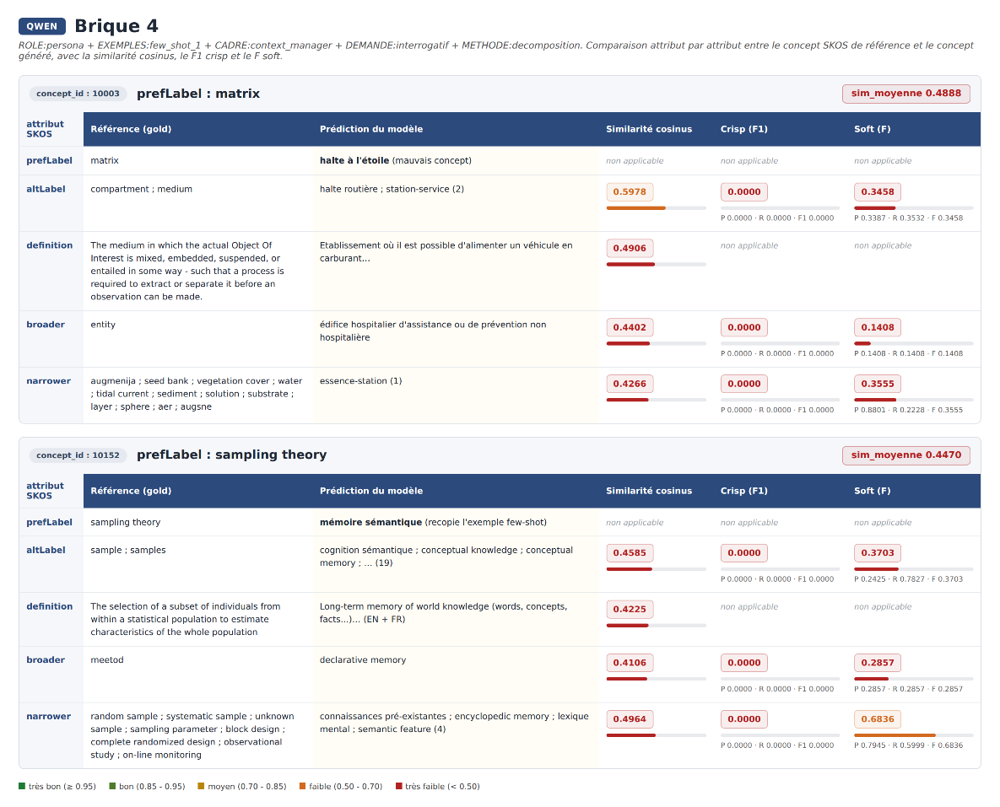 QWEN Brique 4
ROLE:persona + EXEMPLES:few_shot_1 + CADRE:context_manager + DEMANDE:interrogatif + METHODE:decomposition. Comparaison attribut par attribut entre le concept SKOS de référence et le concept
généré, avec la similarité cosinus, le F1 crisp et le F soft.
concept_id : 10003 prefLabel : matrix sim_moyenne 0.4888
attribut
SKOS
Référence (gold) Prédiction du modèle Similarité cosinus Crisp (F1) Soft (F)
prefLabel matrix halte à l'étoile (mauvais concept) non applicable non applicable non applicable
altLabel compartment ; medium halte routière ; station-service (2) 0.5978 0.0000 0.3458
P 0.0000 · R 0.0000 · F1 0.0000 P 0.3387 · R 0.3532 · F 0.3458
definition The medium in which the actual Object Of Etablissement où il est possible d'alimenter un véhicule en 0.4906 non applicable non applicable
Interest is mixed, embedded, suspended, or carburant...
entailed in some way - such that a process is
required to extract or separate it before an
observation can be made.
broader entity édifice hospitalier d'assistance ou de prévention non 0.4402 0.0000 0.1408
hospitalière
P 0.0000 · R 0.0000 · F1 0.0000 P 0.1408 · R 0.1408 · F 0.1408
narrower augmenija ; seed bank ; vegetation cover ; water essence-station (1) 0.4266 0.0000 0.3555
; tidal current ; sediment ; solution ; substrate ;
layer ; sphere ; aer ; augsne P 0.0000 · R 0.0000 · F1 0.0000 P 0.8801 · R 0.2228 · F 0.3555
concept_id : 10152 prefLabel : sampling theory sim_moyenne 0.4470
attribut
SKOS
Référence (gold) Prédiction du modèle Similarité cosinus Crisp (F1) Soft (F)
prefLabel sampling theory mémoire sémantique (recopie l'exemple few-shot) non applicable non applicable non applicable
altLabel sample ; samples cognition sémantique ; conceptual knowledge ; conceptual 0.4585 0.0000 0.3703
memory ; ... (19)
P 0.0000 · R 0.0000 · F1 0.0000 P 0.2425 · R 0.7827 · F 0.3703
definition The selection of a subset of individuals from Long-term memory of world knowledge (words, concepts, 0.4225 non applicable non applicable
within a statistical population to estimate facts...)... (EN + FR)
characteristics of the whole population
broader meetod declarative memory 0.4106 0.0000 0.2857
P 0.0000 · R 0.0000 · F1 0.0000 P 0.2857 · R 0.2857 · F 0.2857
narrower random sample ; systematic sample ; unknown connaissances pré-existantes ; encyclopedic memory ; lexique 0.4964 0.0000 0.6836
sample ; sampling parameter ; block design ; mental ; semantic feature (4)
complete randomized design ; observational P 0.0000 · R 0.0000 · F1 0.0000 P 0.7945 · R 0.5999 · F 0.6836
study ; on-line monitoring
très bon (≥ 0.95) bon (0.85 - 0.95) moyen (0.70 - 0.85) faible (0.50 - 0.70) très faible (< 0.50)